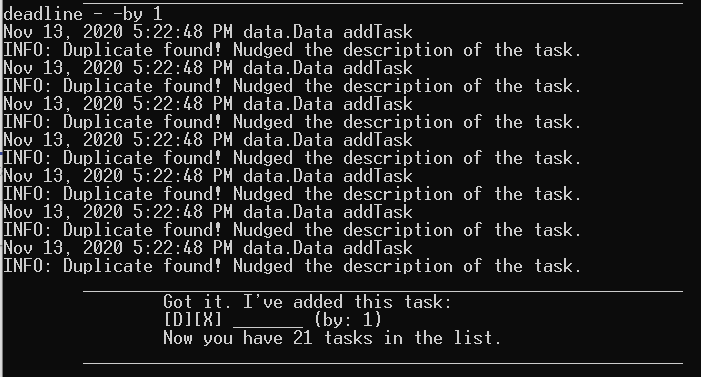 deadline - -by 1
Nov 13, 2020 5:22:48 PM data.Data addTask
INFO: Duplicate found! Nudged the description of the task.
Nov 13, 2020 5:22:48 PM data.Data addTask
INFO: Duplicate found! Nudged the description of the task.
Nov 13, 2020 5:22:48 PM data.Data addTask
INFO: Duplicate found! Nudged the description of the task.
Nov 13, 2020 5:22:48 PM data.Data addTask
INFO: Duplicate found! Nudged the description of the task.
Nov 13, 2020 5:22:48 PM data.Data addTask
INFO: Duplicate found! Nudged the description of the task.
Nov 13, 2020 5:22:48 PM data.Data addTask
INFO: Duplicate found! Nudged the description of the task.
Nov 13, 2020 5:22:48 PM data.Data addTask
INFO: Duplicate found! Nudged the description of the task.
Got it. I've added this task:
[D][X] _______ (by: 1)
Now you have 21 tasks in the list.